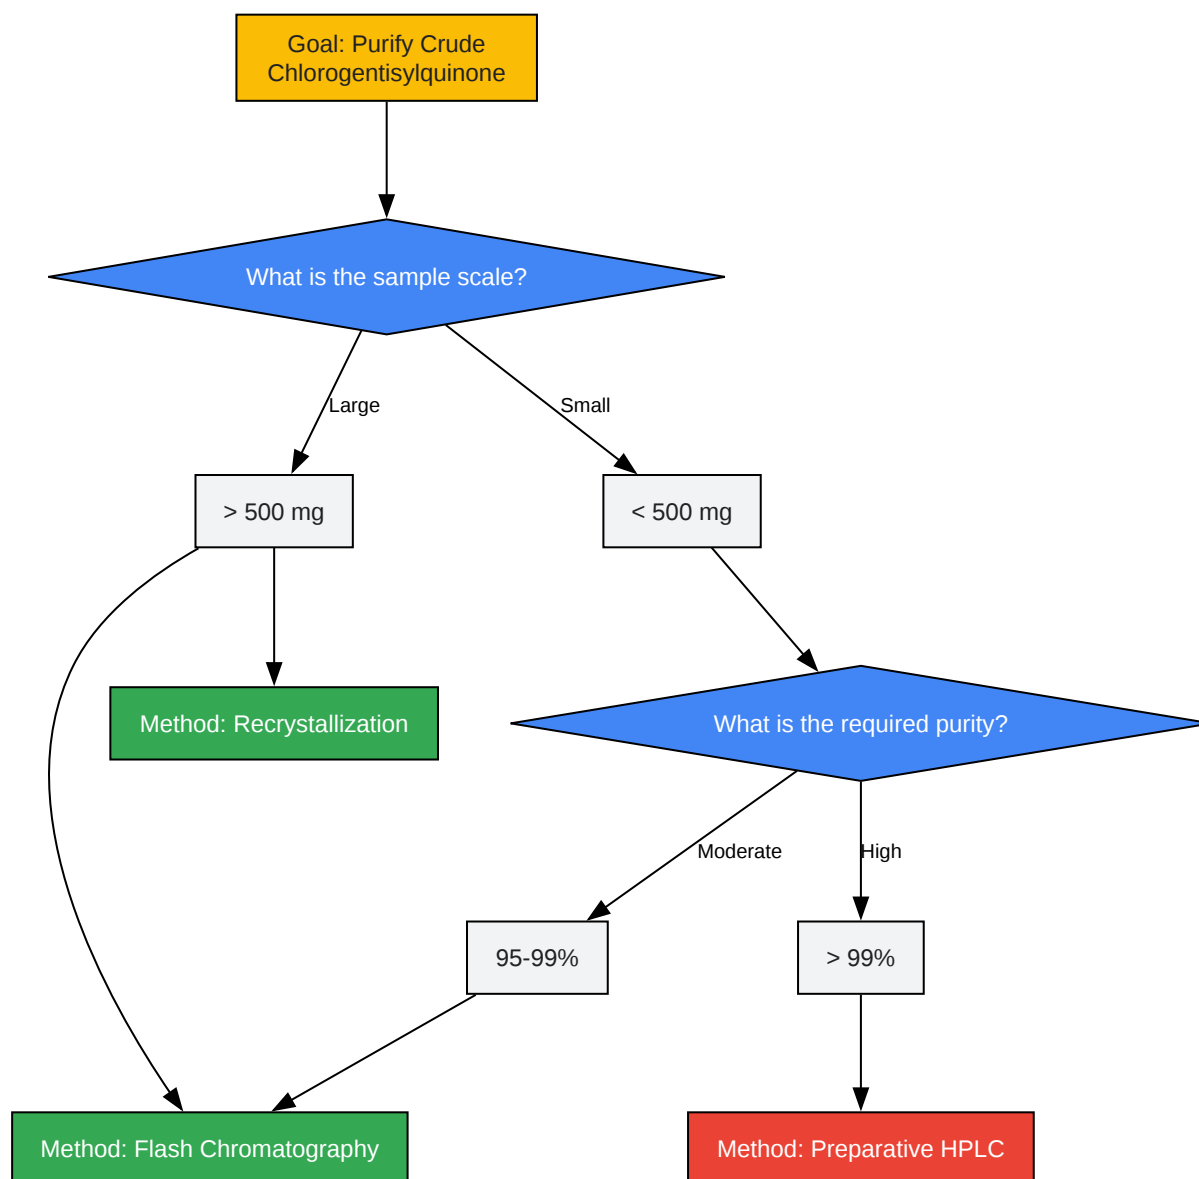 Goal: Purify Crude
Chlorogentisylquinone
What is the sample scale?
Large
Small
> 500 mg
< 500 mg
Method: Recrystallization
What is the required purity?
Moderate
High
95-99%
> 99%
Method: Flash Chromatography
Method: Preparative HPLC